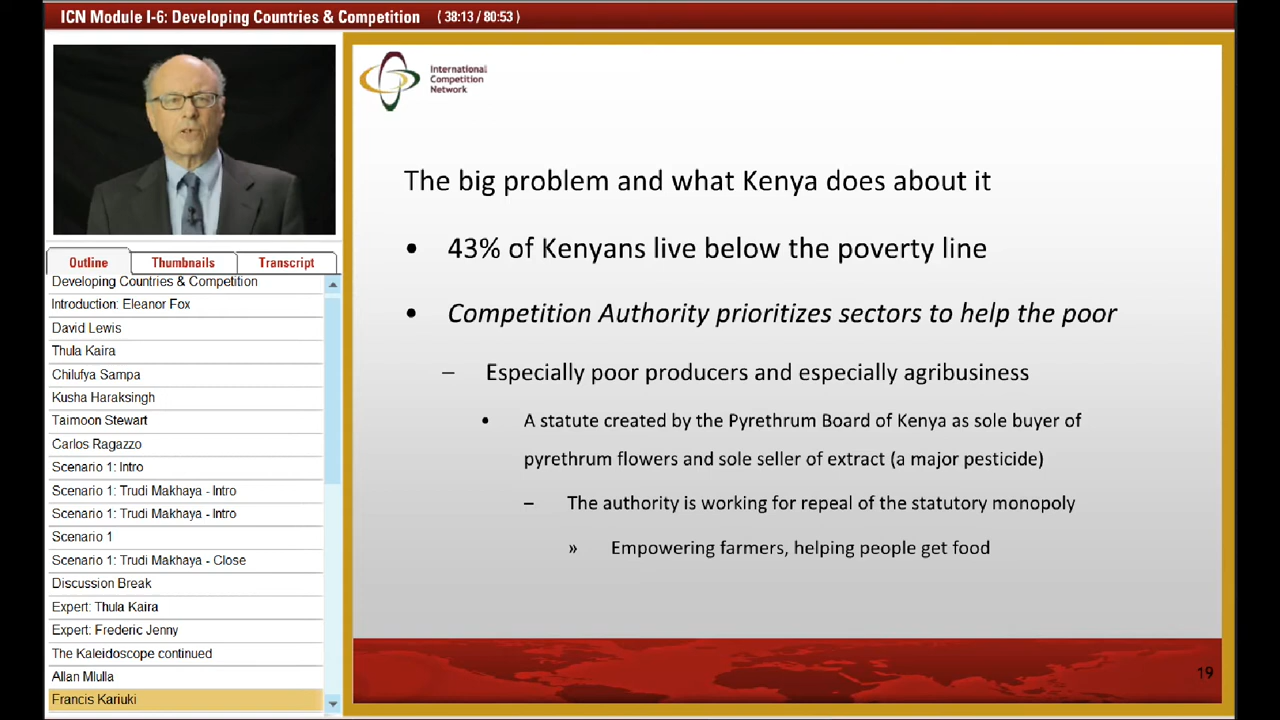 ICN Module I-6: Developing Countries & Competition ( 38:13 / 80:53 )
Outline
Thumbnails
Transcript
Developing Countries & Competition
Introduction: Eleanor Fox
David Lewis
Thula Kaira
Chilufya Sampa
Kusha Haraksingh
Taimoon Stewart
Carlos Ragazzo
Scenario 1: Intro
Scenario 1: Trudi Makhaya - Intro
Scenario 1: Trudi Makhaya - Intro
Scenario 1
Scenario 1: Trudi Makhaya - Close
Discussion Break
Expert: Thula Kaira
Expert: Frederic Jenny
The Kaleidoscope continued
Allan Mlulla
Francis Kariuki
International
Competition
Network
The big problem and what Kenya does about it
• 43% of Kenyans live below the poverty line
• Competition Authority prioritizes sectors to help the poor
– Especially poor producers and especially agribusiness
• A statute created by the Pyrethrum Board of Kenya as sole buyer of
pyrethrum flowers and sole seller of extract (a major pesticide)
– The authority is working for repeal of the statutory monopoly
» Empowering farmers, helping people get food
19